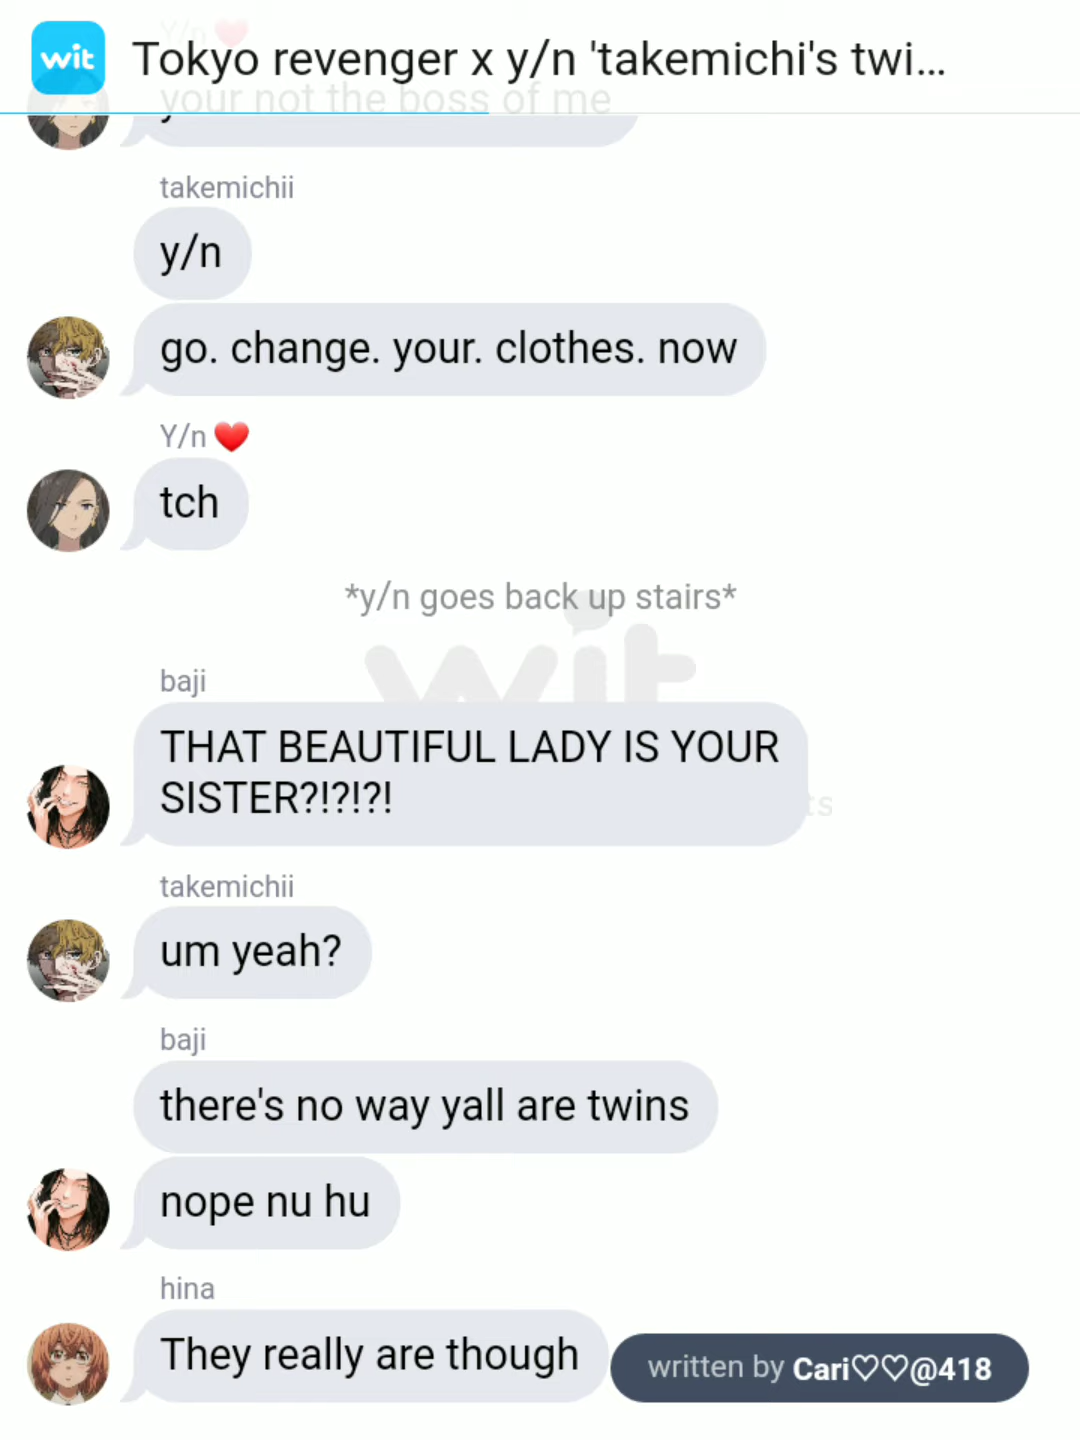 Y/n ❤️
wit
Tokyo revenger x y/n 'takemichi's twi...
your not the boss of me
takemichii
y/n
go. change. your. clothes. now
Y/n ❤️
tch
*y/n goes back up stairs*
wit
baji
THAT BEAUTIFUL LADY IS YOUR
SISTER?!?!?!
takemichii
um yeah?
baji
there's no way yall are twins
nope nu hu
hina
They really are though
written by Cari♡♡@418